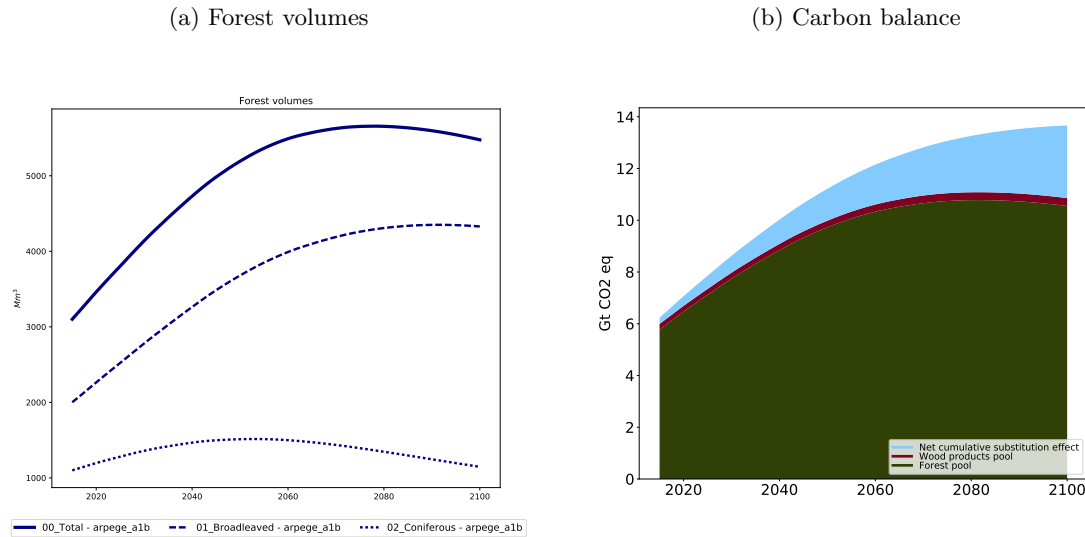 (a) Forest volumes
(b) Carbon balance
Forest volumes
Mm³
5000
4000
3000
2000
1000
2020 2040 2060 2080 2100
00_Total - arpege_a1b 01_Broadleaved - arpege_a1b 02_Coniferous - arpege_a1b
Gt CO2 eq
14
12
10
8
6
4
2
0
Net cumulative substitution effect
Wood products pool
Forest pool
2020 2040 2060 2080 2100